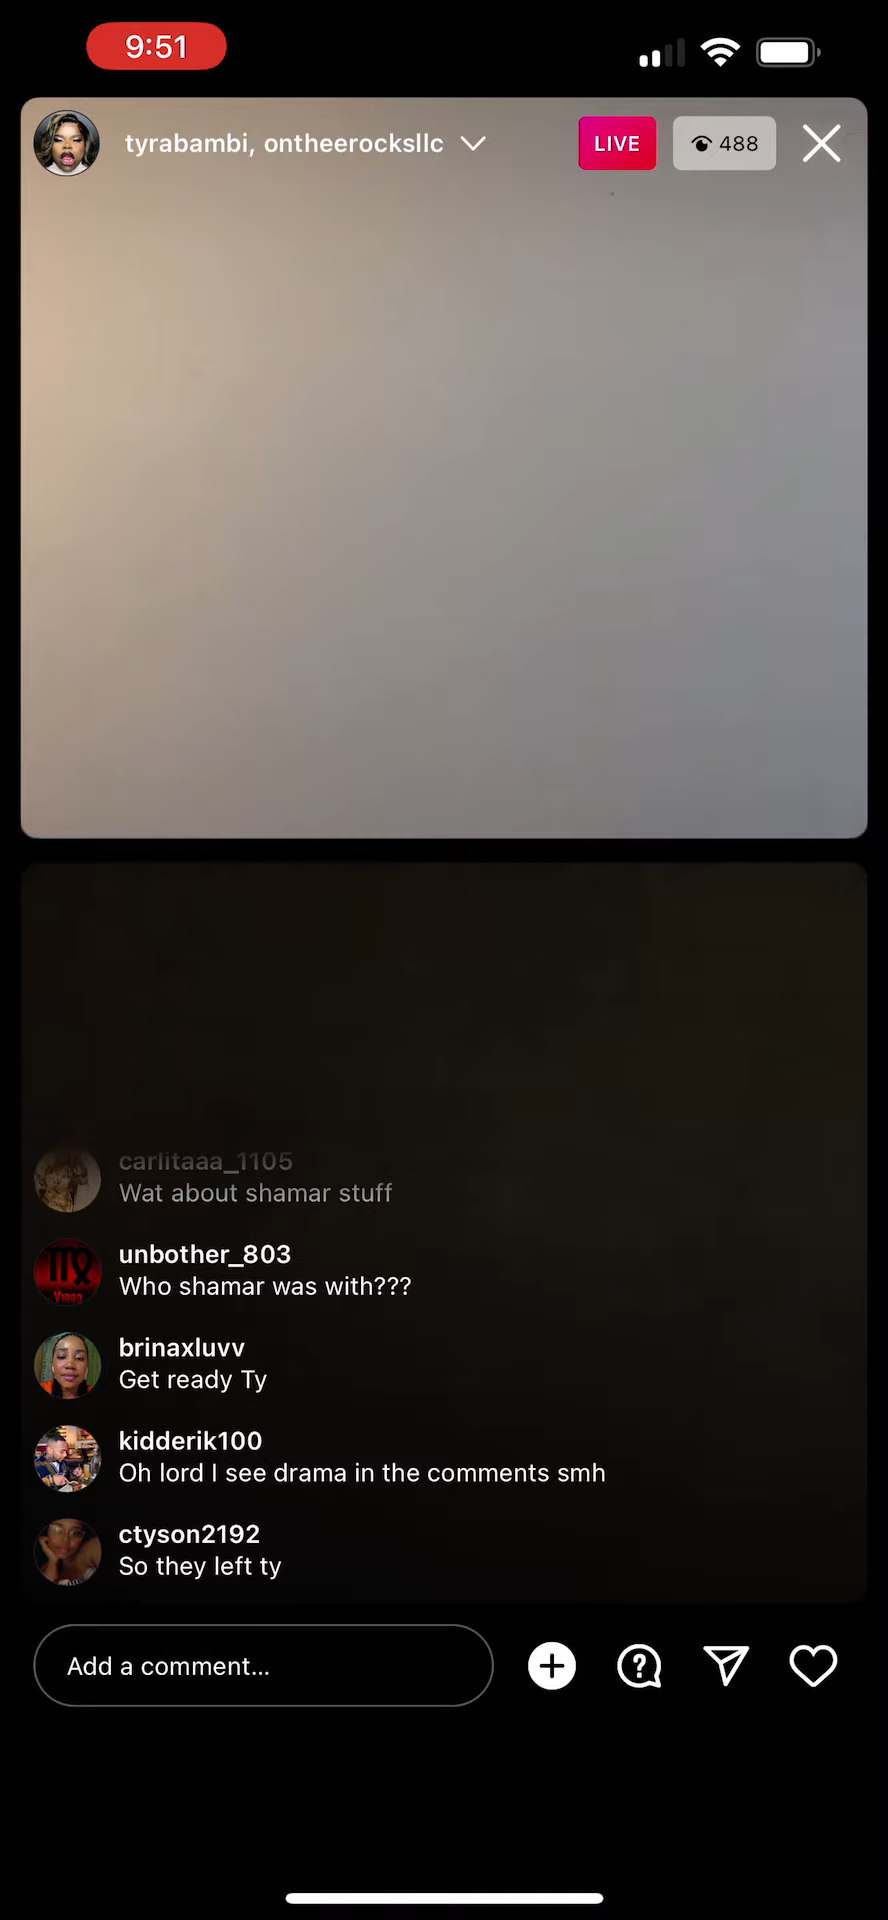 9:51
tyrabambi, ontheerocksllc
LIVE
488
carlitaaa_1105
Wat about shamar stuff
unbother_803
Who shamar was with???
brinaxluvv
Get ready Ty
kidderik100
Oh lord I see drama in the comments smh
ctyson2192
So they left ty
Add a comment...